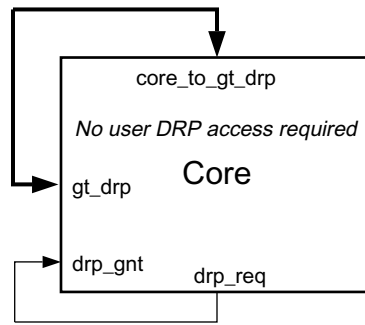 core_to_gt_drp
No user DRP access required
Core
gt_drp
drp_gnt
drp_req